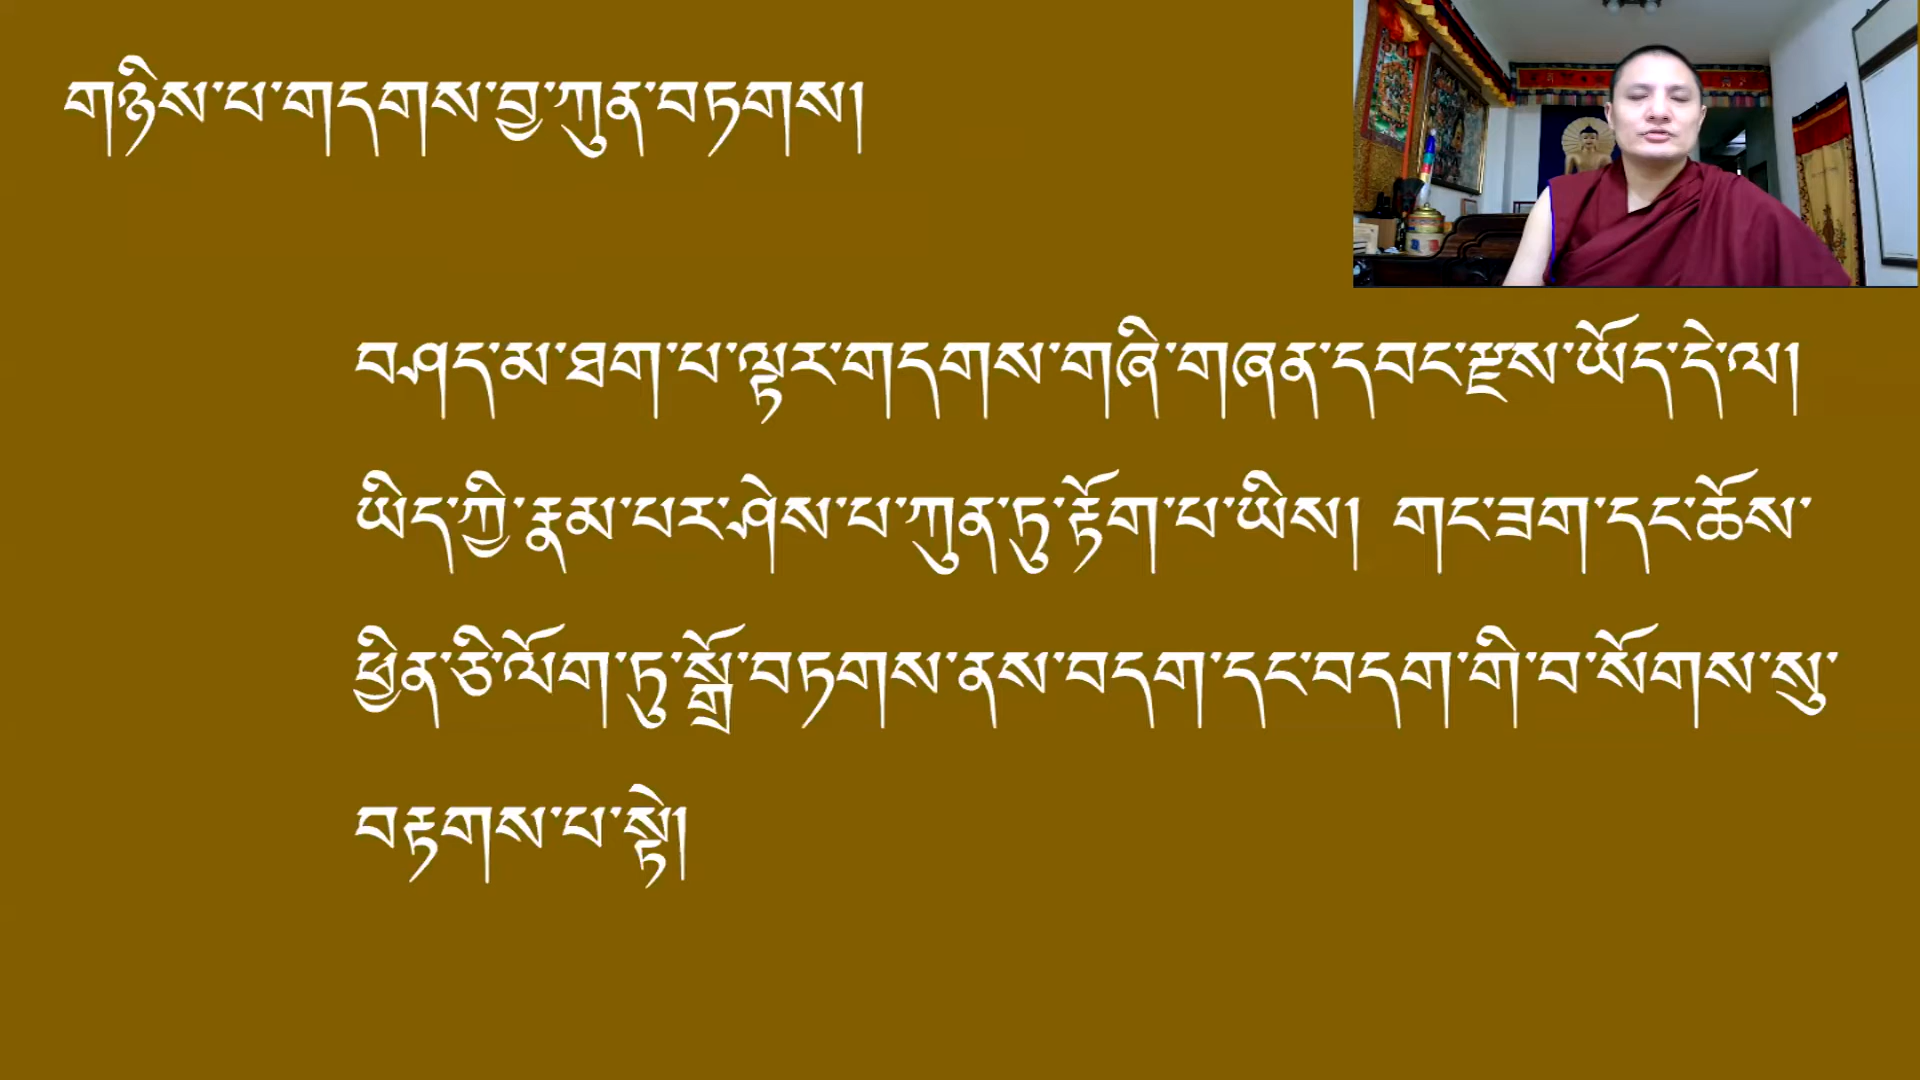 གཉིས་པ་གདགས་བྱ་ཀུན་བཏགས།
བཤད་མ་ཐག་པ་ལྟར་གདགས་གཞི་གཞན་དབང་རྫས་ཡོད་དེ་ལ།
ཡིད་ཀྱི་རྣམ་པར་ཤེས་པ་ཀུན་ཏུ་རྟོག་པ་ཡིས། གང་ཟག་དང་ཆོས་
ཕྱིན་ཅི་ལོག་ཏུ་སྒྲོ་བཏགས་ནས་བདག་དང་བདག་གི་བ་སོགས་སུ་
བརྟགས་པ་སྟེ།